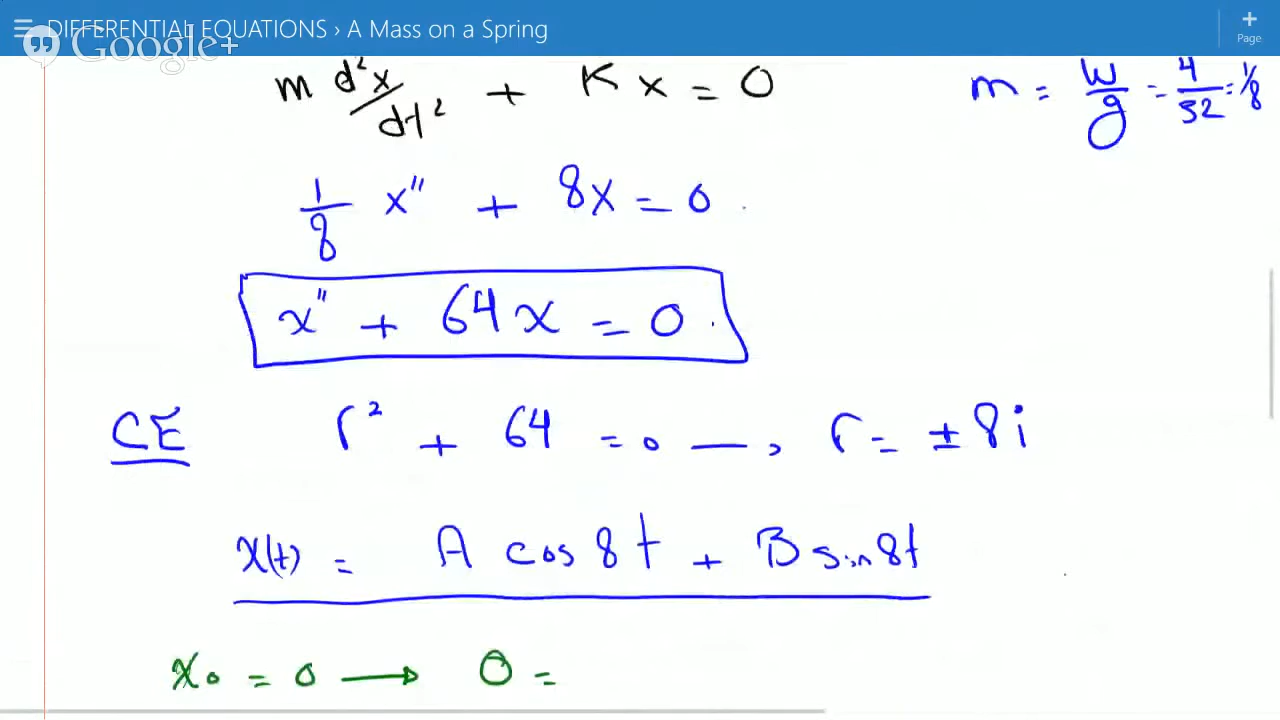 DIFFERENTIAL EQUATIONS › A Mass on a Spring
Google+
Page
m d²x/dt² + Kx = 0
m = W/g = 4/32 = 1/8
1/8 x'' + 8x = 0
x'' + 64x = 0
CE r² + 64 = 0 → r = ±8i
x(t) = A cos 8t + B sin 8t
x₀ = 0 → 0 =